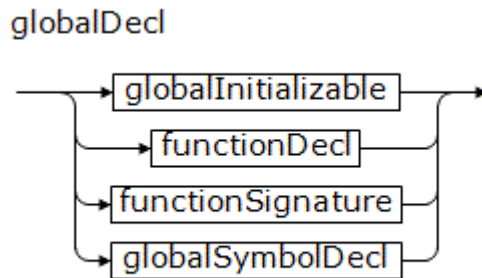 globalDecl
globalInitializable
functionDecl
functionSignature
globalSymbolDecl